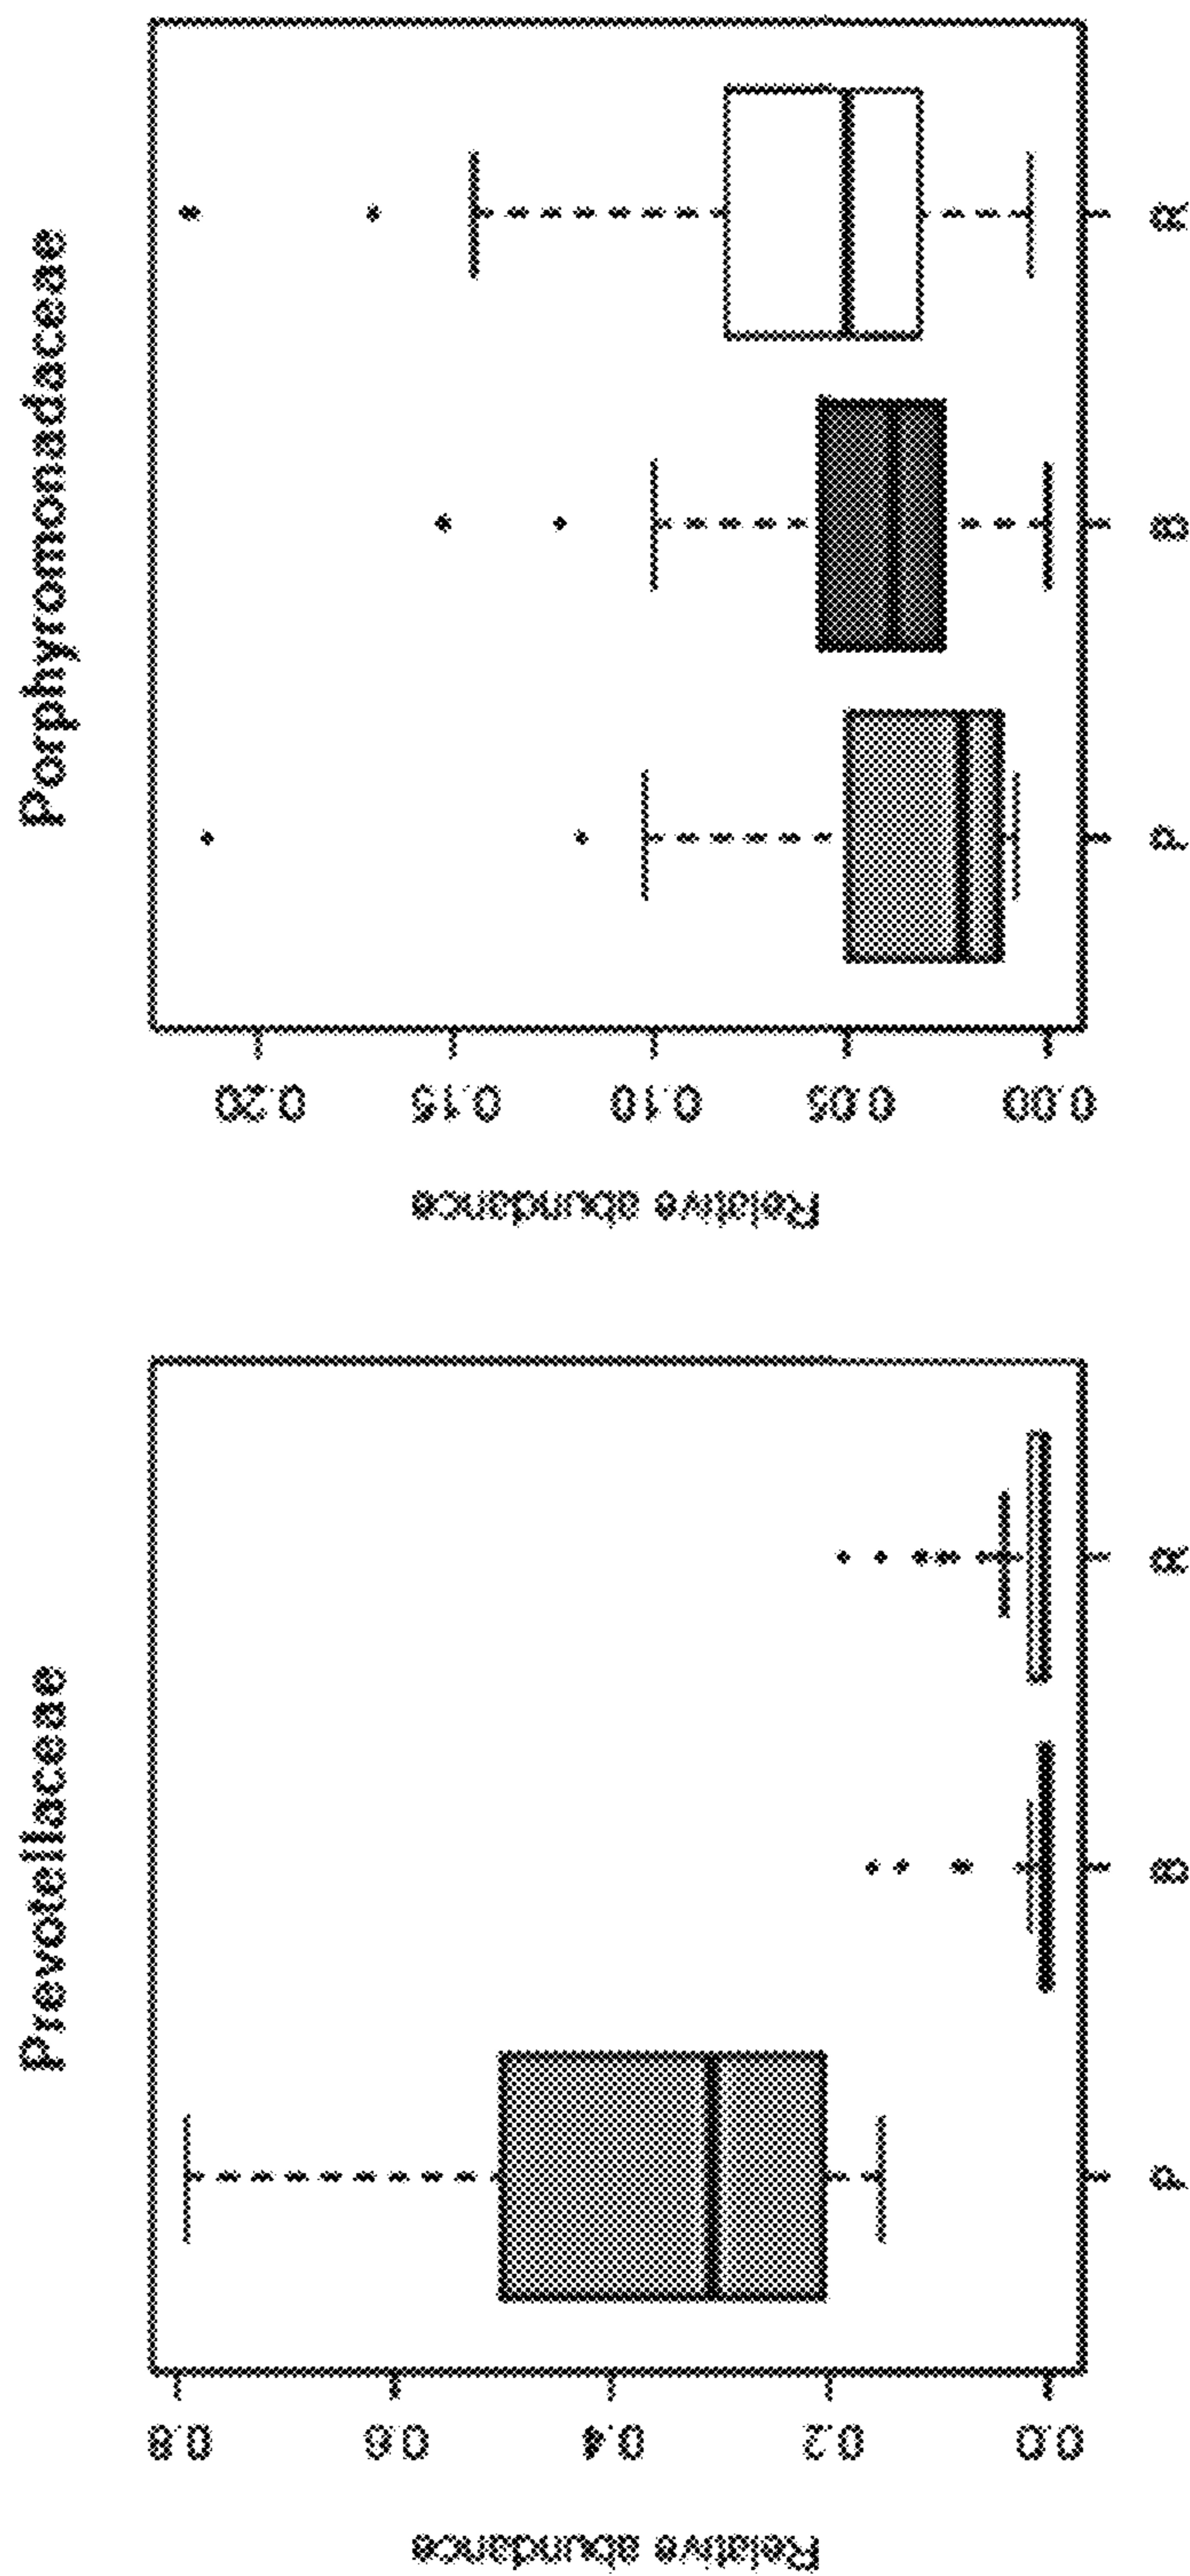 Prevotellaceae
Relative abundance
0.8
0.6
0.4
0.2
0.0
P
B
R
Porphyromonadaceae
Relative abundance
0.20
0.15
0.10
0.05
0.00
P
B
R